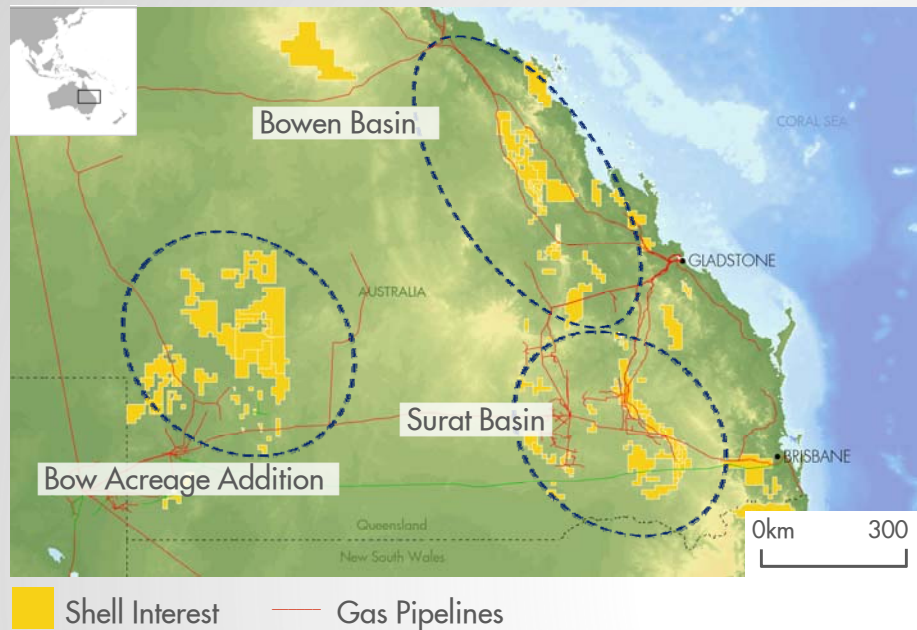 Bowen Basin
CORAL SEA
GLADSTONE
AUSTRALIA
Surat Basin
BRISBANE
Bow Acreage Addition
Queensland
New South Wales
0km 300
Shell Interest Gas Pipelines